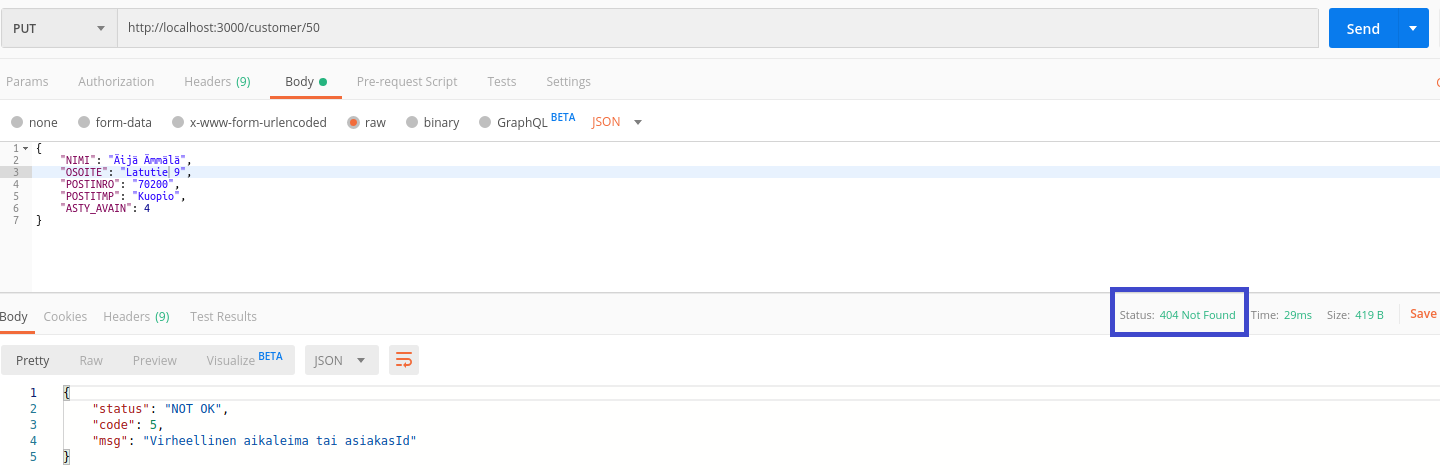 PUT http://localhost:3000/customer/50 Send
Params Authorization Headers (9) Body Pre-request Script Tests Settings
none form-data x-www-form-urlencoded raw binary GraphQL BETA JSON
1 {
2 "NIMI": "Äijä Ämmälä",
3 "OSOITE": "Latutie 9",
4 "POSTINRO": "70200",
5 "POSTITMP": "Kuopio",
6 "ASTY_AVAIN": 4
7 }
Body Cookies Headers (9) Test Results Status: 404 Not Found Time: 29ms Size: 419 B Save
Pretty Raw Preview Visualize BETA JSON
1 {
2 "status": "NOT OK",
3 "code": 5,
4 "msg": "Virheellinen aikaleima tai asiakasId"
5 }